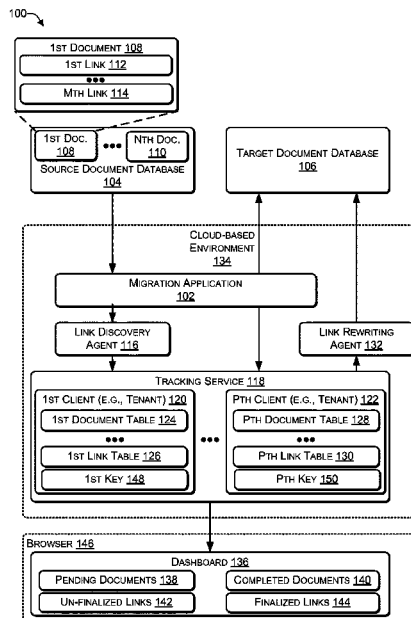 100
1ST DOCUMENT 108
1ST LINK 112
•••
MTH LINK 114
1ST DOC. 108
•••
NTH DOC. 110
SOURCE DOCUMENT DATABASE 104
TARGET DOCUMENT DATABASE 106
CLOUD-BASED ENVIRONMENT 134
MIGRATION APPLICATION 102
LINK DISCOVERY AGENT 116
LINK REWRITING AGENT 132
TRACKING SERVICE 118
1ST CLIENT (E.G., TENANT) 120
1ST DOCUMENT TABLE 124
•••
1ST LINK TABLE 126
1ST KEY 148
•••
PTH CLIENT (E.G., TENANT) 122
PTH DOCUMENT TABLE 128
•••
PTH LINK TABLE 130
PTH KEY 150
BROWSER 146
DASHBOARD 136
PENDING DOCUMENTS 138
COMPLETED DOCUMENTS 140
UN-FINALIZED LINKS 142
FINALIZED LINKS 144